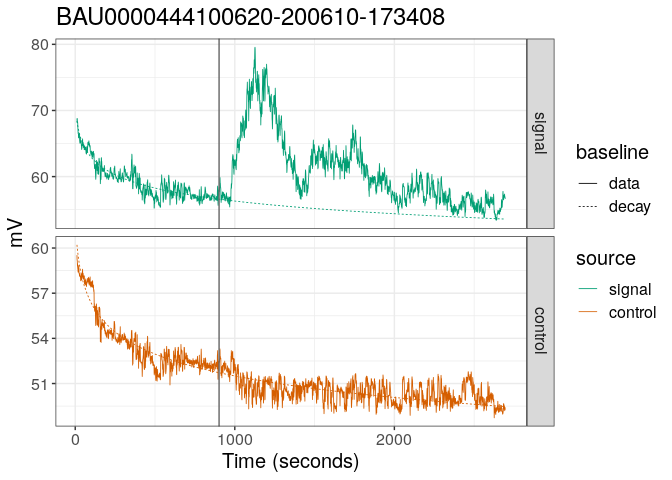 BAU0000444100620-200610-173408
80
70
60
signal
60
57
54
51
control
mV
0
1000
2000
Time (seconds)
baseline
data
decay
source
signal
control